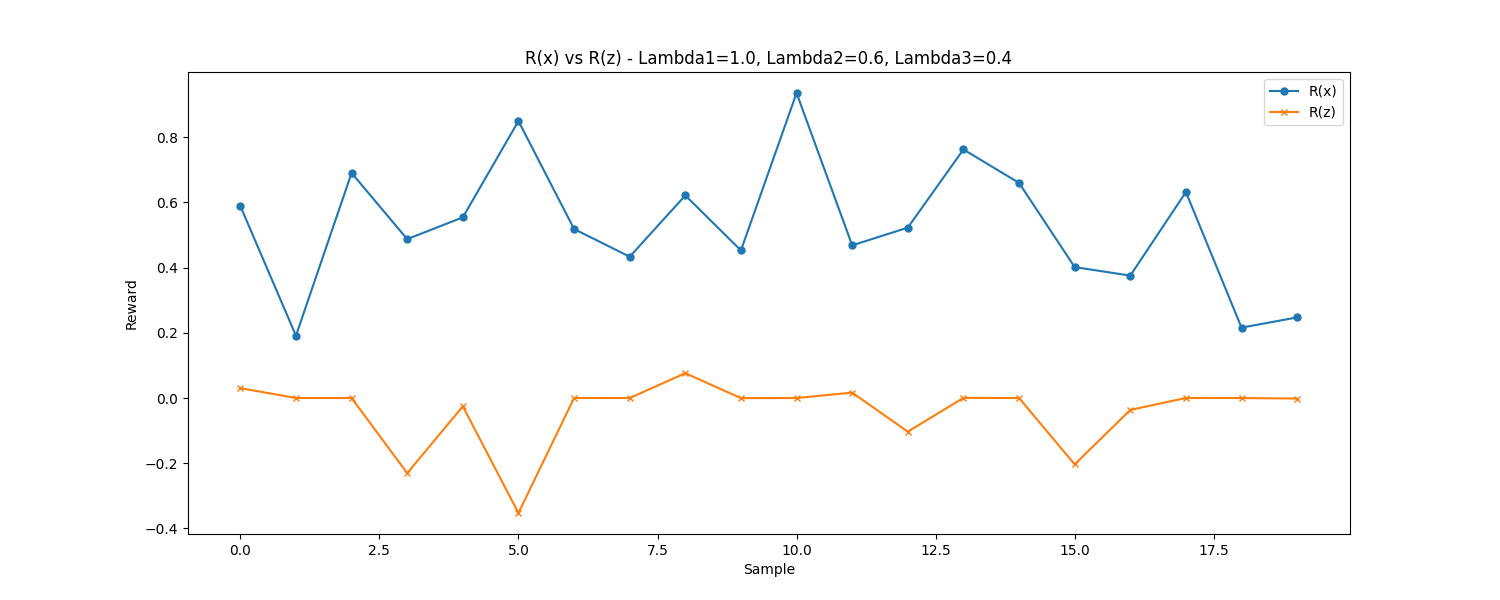 R(x) vs R(z) - Lambda1=1.0, Lambda2=0.6, Lambda3=0.4
R(x)
R(z)
Reward
0.8
0.6
0.4
0.2
0.0
−0.2
−0.4
0.0 2.5 5.0 7.5 10.0 12.5 15.0 17.5
Sample